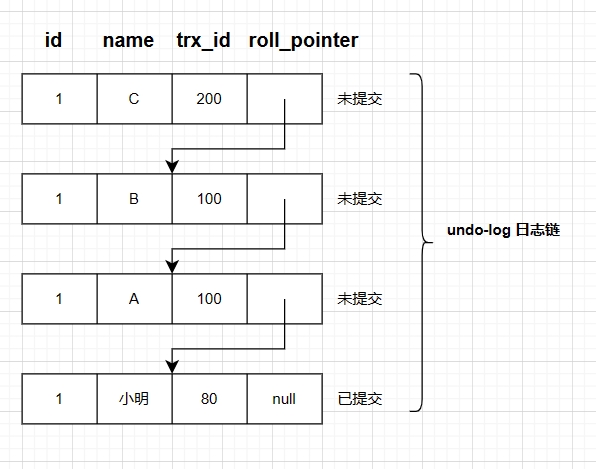 id name trx_id roll_pointer
1 C 200 未提交
1 B 100 未提交
undo-log 日志链
1 A 100 未提交
1 小明 80 null 已提交